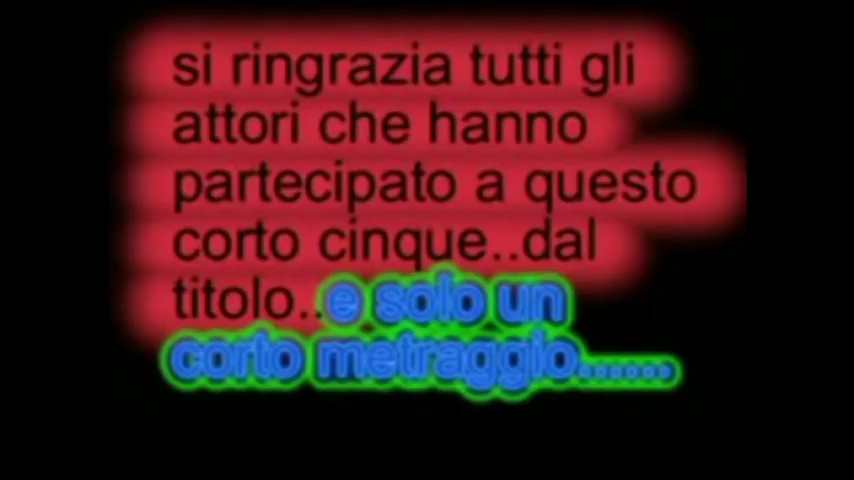 si ringrazia tutti gli
attori che hanno
partecipato a questo
corto cinque..dal
titolo..e solo un
corto metraggio......